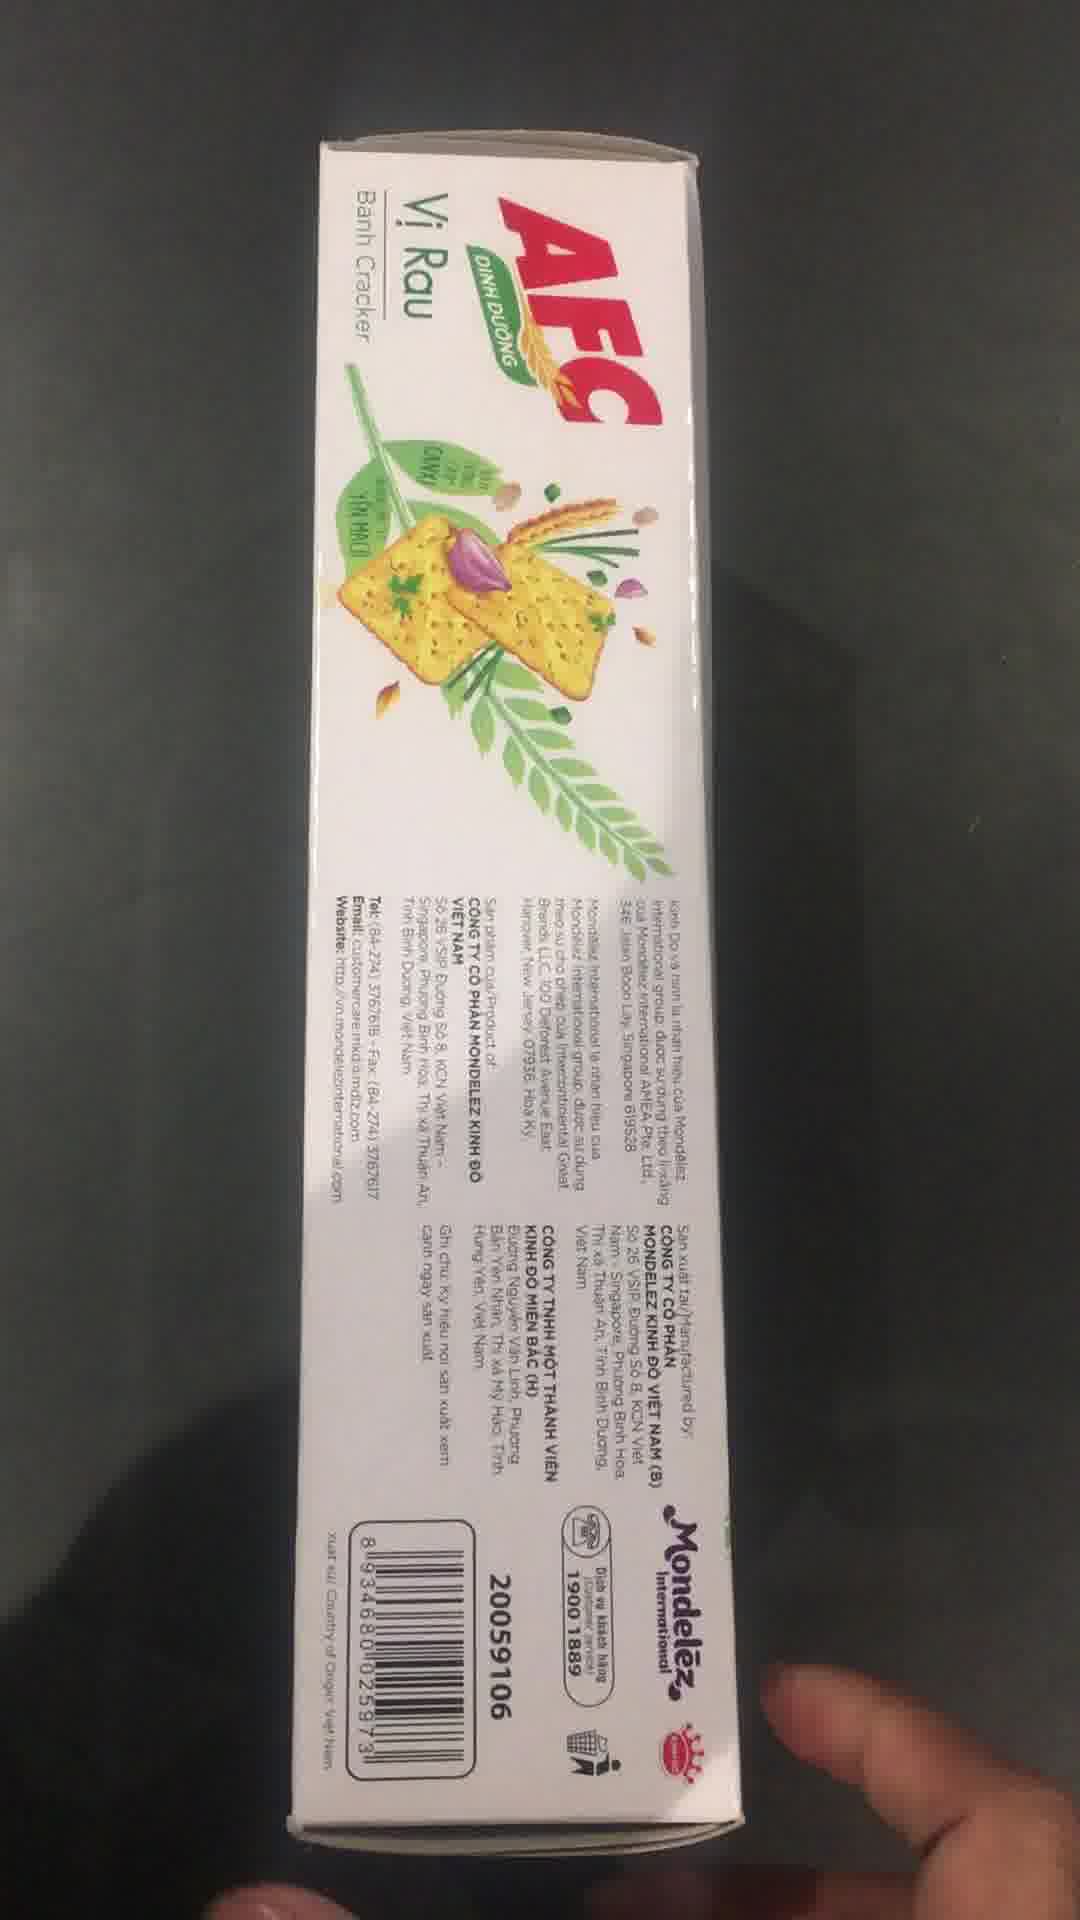 AFC
DINH DƯỠNG
Vị Rau
Bánh Cracker
CANXI
YẾN MẠCH
Kinh Đô và hình là nhãn hiệu của Mondelēz
International group, được sử dụng theo li-xăng
của Mondelez International AMEA Pte. Ltd.,
346 Jalan Boon Lay, Singapore 619528
Mondelēz International là nhãn hiệu của
Mondelēz International group, được sử dụng
theo sự cho phép của Intercontinental Great
Brands LLC, 100 Deforest Avenue East
Hanover, New Jersey 07936, Hoa Kỳ.
Sản phẩm của/Product of:
CÔNG TY CỔ PHẦN MONDELEZ KINH ĐÔ
VIỆT NAM
Số 26 VSIP, Đường Số 8, KCN Việt Nam –
Singapore, Phường Bình Hòa, Thị xã Thuận An,
Tỉnh Bình Dương, Việt Nam
Tel: (84-274) 3767618 - Fax: (84-274) 3767617
Email: customercare.mkd@mdlz.com
Website: http://vn.mondelezinternational.com
Sản xuất tại/Manufactured by:
CÔNG TY CỔ PHẦN
MONDELEZ KINH ĐÔ VIỆT NAM (B)
Số 26 VSIP, Đường Số 8, KCN Việt
Nam - Singapore, Phường Bình Hòa,
Thị xã Thuận An, Tỉnh Bình Dương,
Việt Nam
CÔNG TY TNHH MỘT THÀNH VIÊN
KINH ĐÔ MIỀN BẮC (H)
Đường Nguyễn Văn Linh, Phường
Bần Yên Nhân, Thị xã Mỹ Hào, Tỉnh
Hưng Yên, Việt Nam
Ghi chú: Ký hiệu nơi sản xuất xem
cạnh ngày sản xuất
Mondelēz
International
Dịch vụ khách hàng
(Customer service)
1900 1889
20059106
8 934680 025973
Xuất xứ/ Country of Origin: Việt Nam